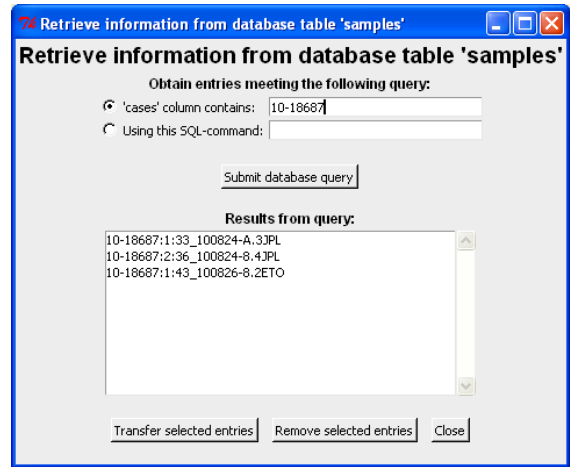 Retrieve information from database table 'samples'
Retrieve information from database table 'samples'
Obtain entries meeting the following query:
'cases' column contains: 10-18687
Using this SQL-command:
Submit database query
Results from query:
10-18687:1:33_100824-A.3JPL
10-18687:2:36_100824-8.4JPL
10-18687:1:43_100826-8.2ETO
Transfer selected entries Remove selected entries Close